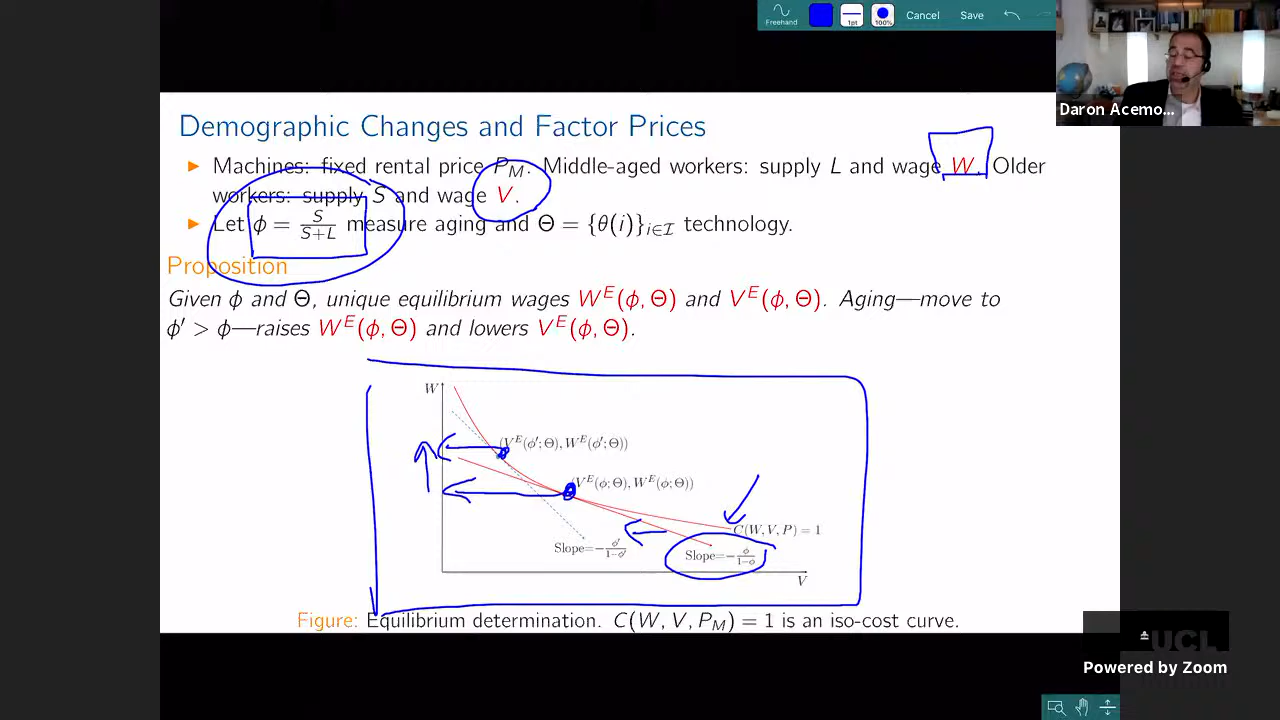 Freehand
1pt
100%
Cancel
Save
Daron Acemo...
Demographic Changes and Factor Prices
► Machines: fixed rental price P_M. Middle-aged workers: supply L and wage W. Older
workers: supply S and wage V.
► Let ϕ = S/(S+L) measure aging and Θ = {θ(i)}_{i∈I} technology.
Proposition
Given ϕ and Θ, unique equilibrium wages W^E(ϕ, Θ) and V^E(ϕ, Θ). Aging—move to
ϕ′ > ϕ—raises W^E(ϕ, Θ) and lowers V^E(ϕ, Θ).
W
(V^E(ϕ′; Θ), W^E(ϕ′; Θ))
(V^E(ϕ; Θ), W^E(ϕ; Θ))
C(W, V, P) = 1
Slope=−ϕ′/(1−ϕ′)
Slope=−ϕ/(1−ϕ)
V
Figure: Equilibrium determination. C(W, V, P_M) = 1 is an iso-cost curve.
UCL
Powered by Zoom